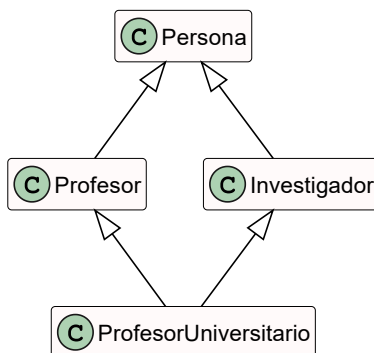 C Persona
C Profesor
C Investigador
C ProfesorUniversitario